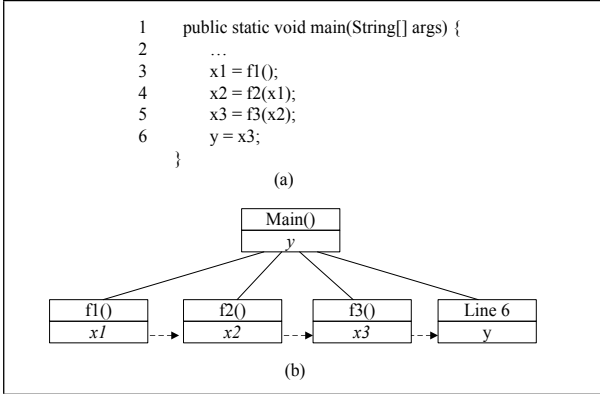 1 public static void main(String[] args) {
2 …
3 x1 = f1();
4 x2 = f2(x1);
5 x3 = f3(x2);
6 y = x3;
}
(a)
Main()
y
f1() f2() f3() Line 6
x1 x2 x3 y
(b)